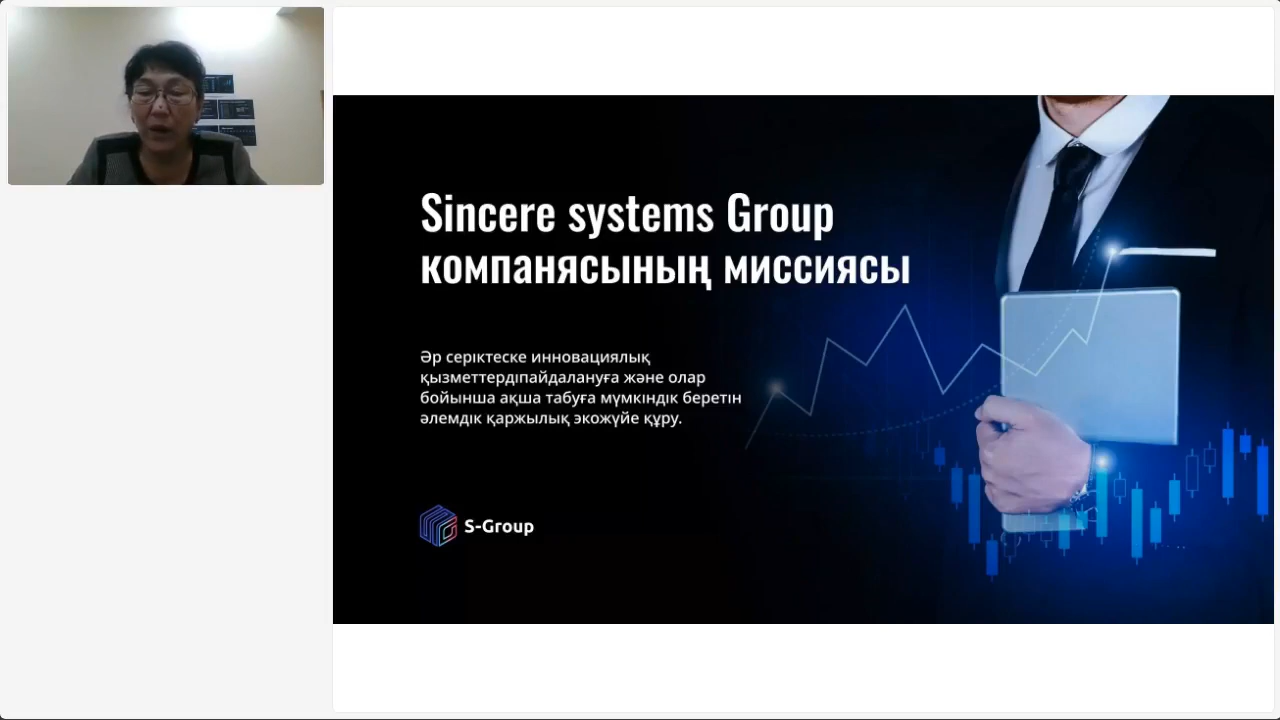 Sincere systems Group
компанясының миссиясы
Әр серіктеске инновациялық
қызметтердіпайдалануға және олар
бойынша ақша табуға мүмкіндік беретін
әлемдік қаржылық экожүйе құру.
S-Group